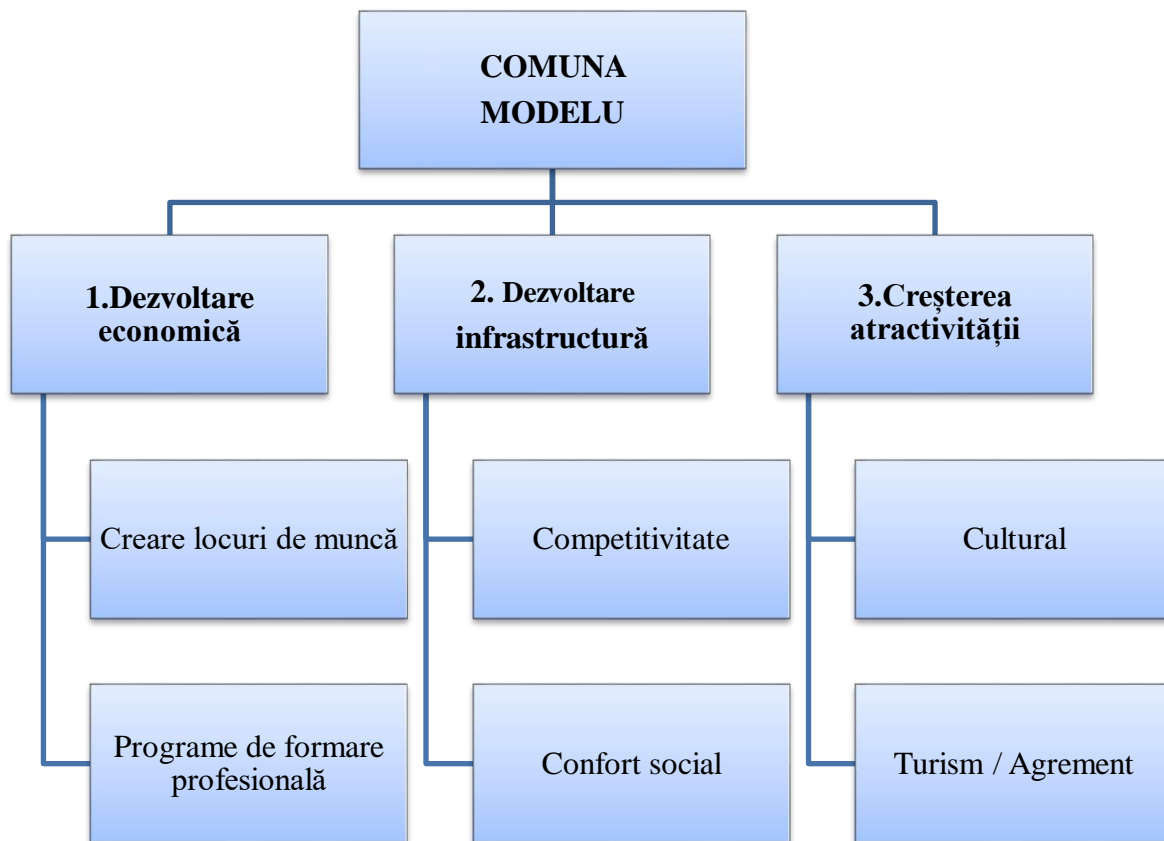 COMUNA
MODELU
1.Dezvoltare
economică
2. Dezvoltare
infrastructură
3.Creșterea
atractivității
Creare locuri de muncă
Competitivitate
Cultural
Programe de formare
profesională
Confort social
Turism / Agrement